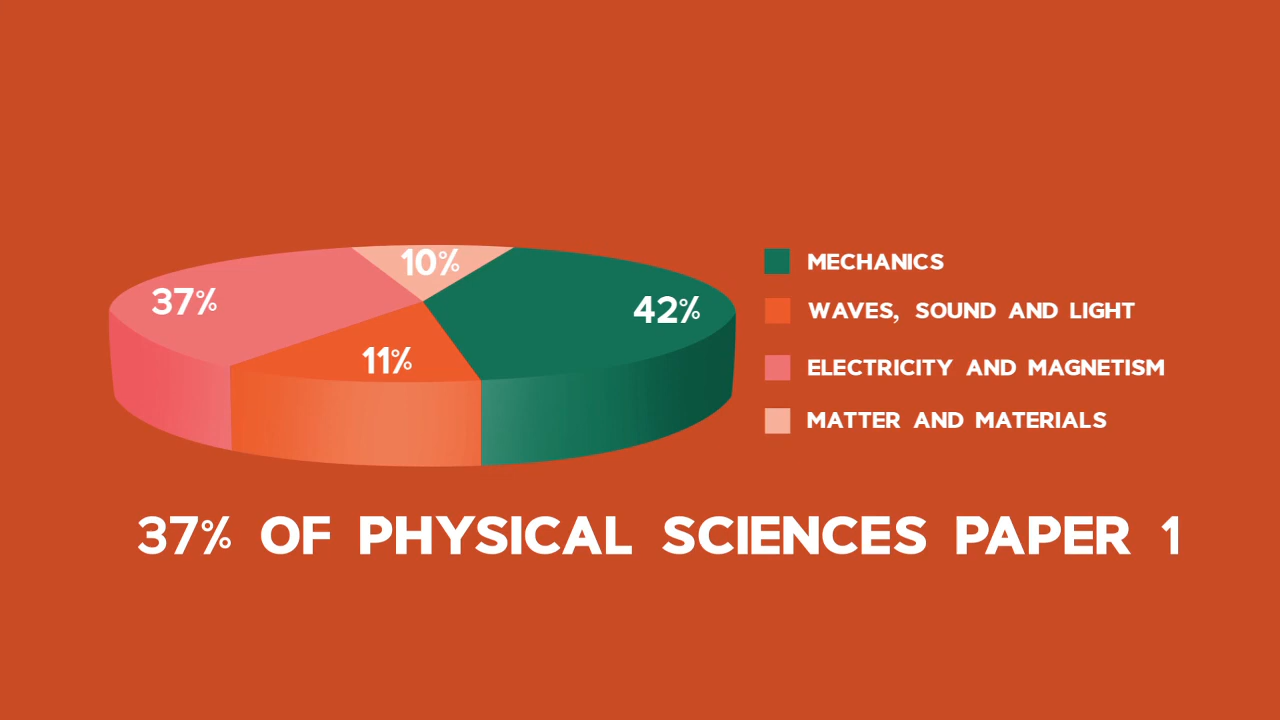 10%
37%
42%
11%
MECHANICS
WAVES, SOUND AND LIGHT
ELECTRICITY AND MAGNETISM
MATTER AND MATERIALS
37% OF PHYSICAL SCIENCES PAPER 1